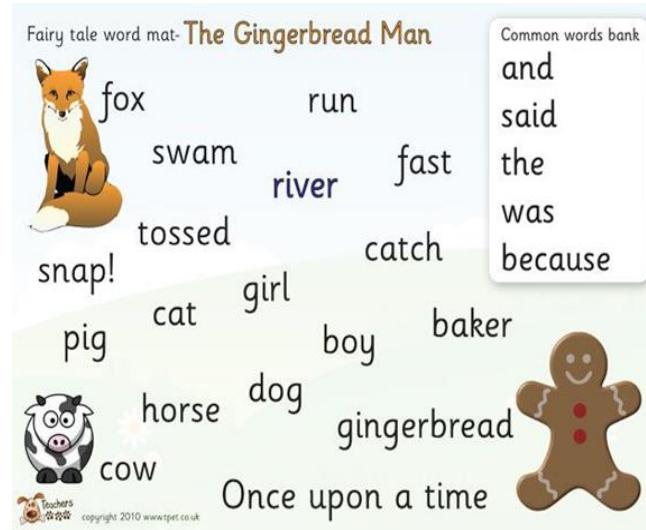 Fairy tale word mat- The Gingerbread Man
Common words bank
and
said
the
was
because
fox
run
swam
fast
river
tossed
catch
snap!
girl
cat
baker
pig
boy
dog
horse
gingerbread
cow
Once upon a time
Teachers
copyright 2010 www.tpet.co.uk